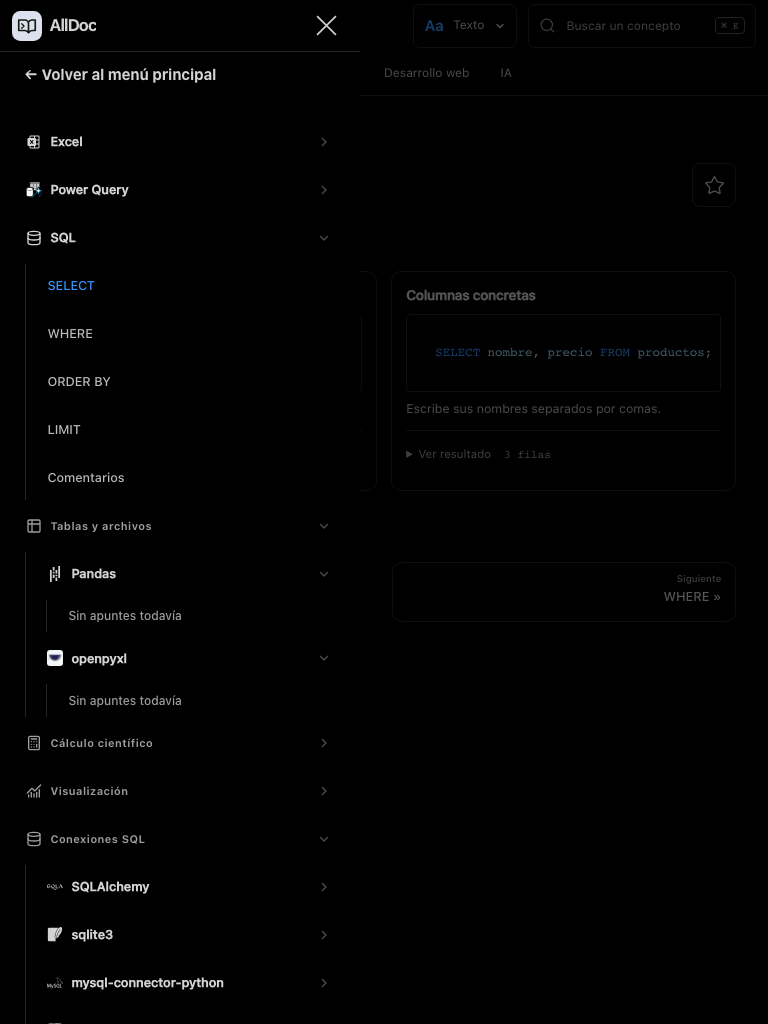 AllDoc
← Volver al menú principal
Excel
Power Query
SQL
SELECT
WHERE
ORDER BY
LIMIT
Comentarios
Tablas y archivos
Pandas
Sin apuntes todavía
openpyxl
Sin apuntes todavía
Cálculo científico
Visualización
Conexiones SQL
SQLAlchemy
sqlite3
MySQL mysql-connector-python
Aa Texto
Buscar un concepto ⌘ K
Desarrollo web IA
Columnas concretas
SELECT nombre, precio FROM productos;
Escribe sus nombres separados por comas.
Ver resultado 3 filas
Siguiente
WHERE »